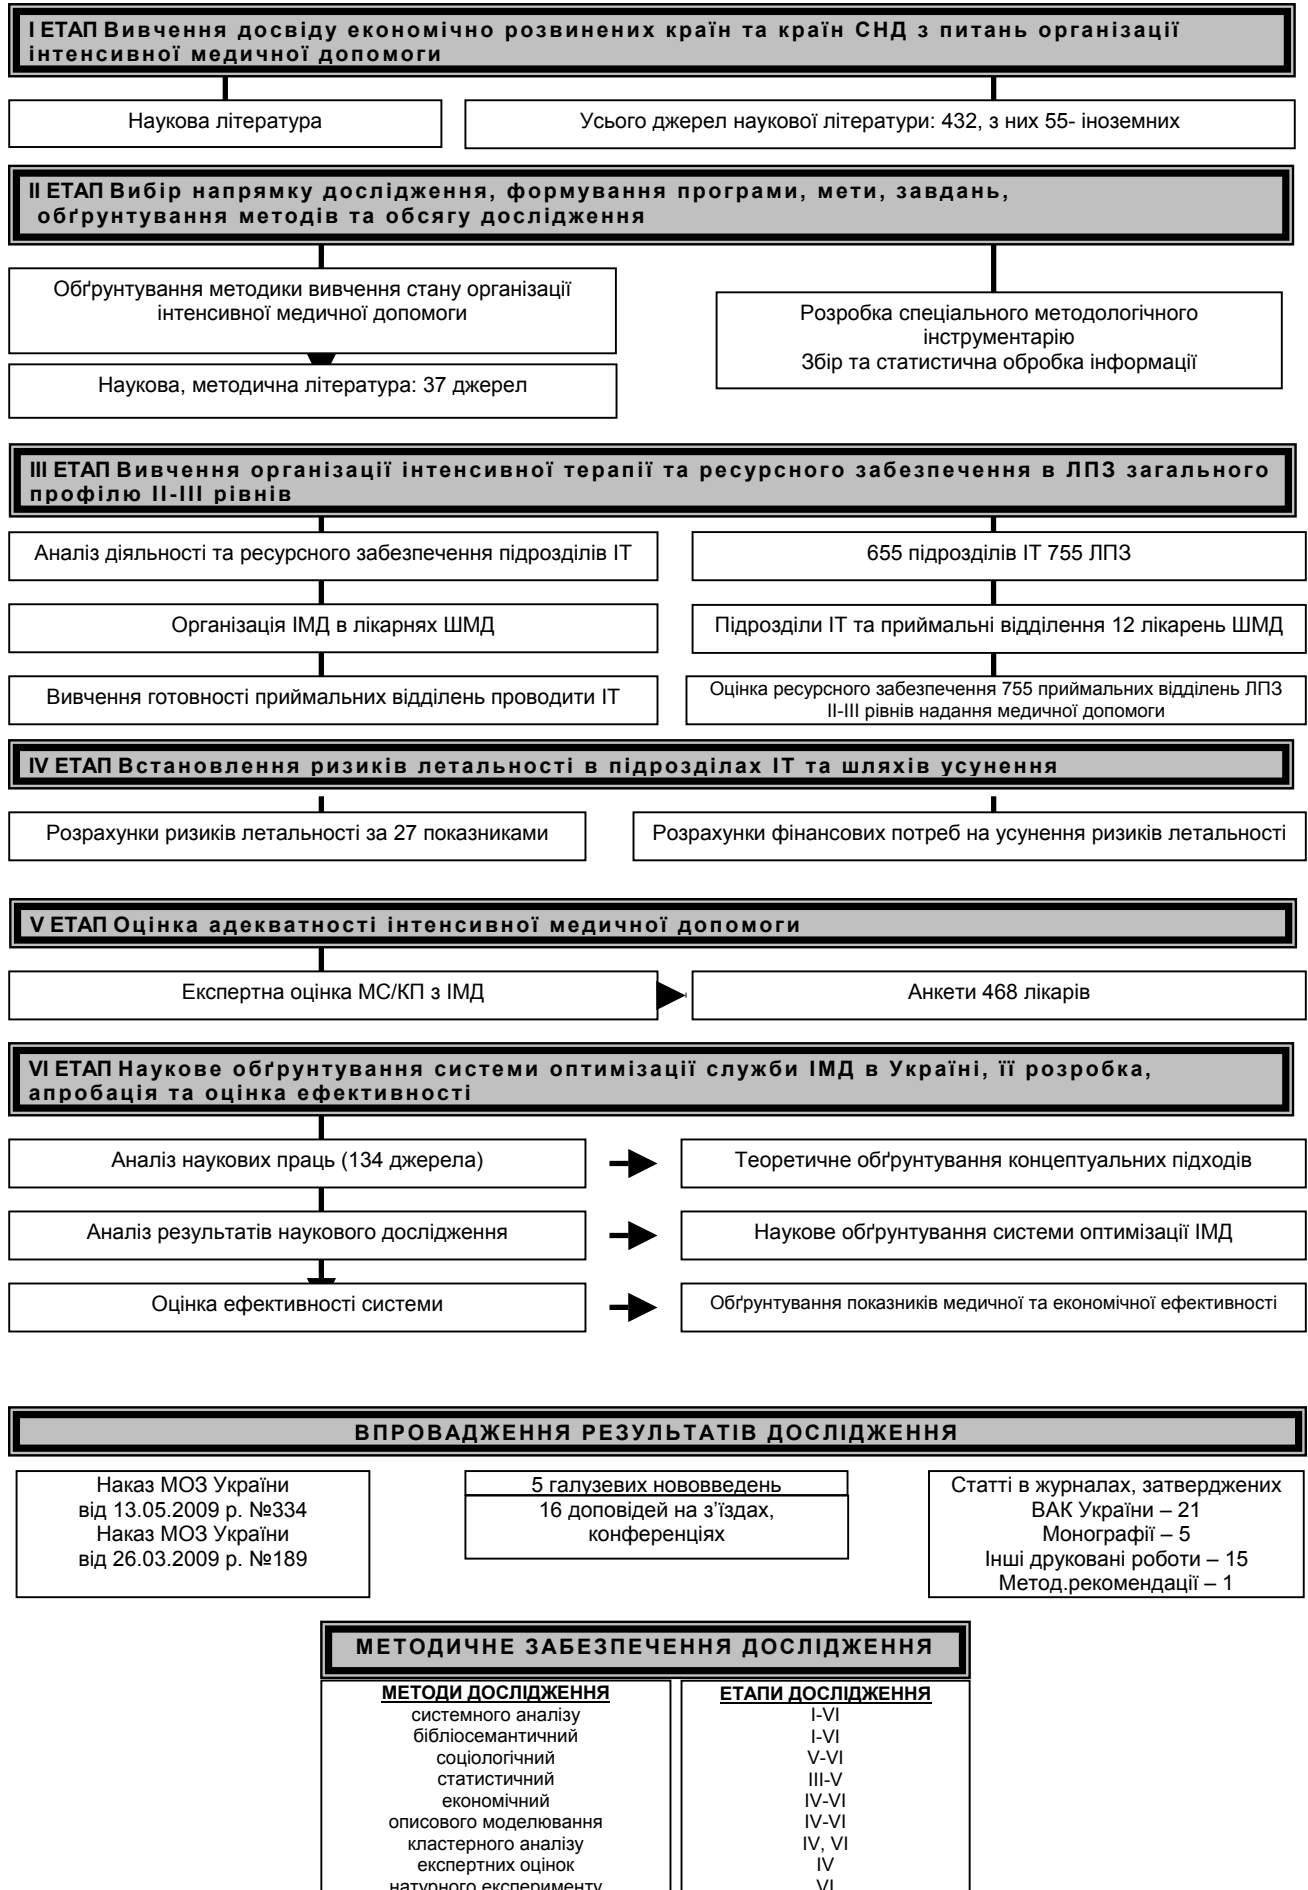 І ЕТАП Вивчення досвіду економічно розвинених країн та країн СНД з питань організації
інтенсивної медичної допомоги
Наукова література
Усього джерел наукової літератури: 432, з них 55- іноземних
ІІ ЕТАП Вибір напрямку дослідження, формування програми, мети, завдань,
обґрунтування методів та обсягу дослідження
Обґрунтування методики вивчення стану організації
інтенсивної медичної допомоги
Наукова, методична література: 37 джерел
Розробка спеціального методологічного
інструментарію
Збір та статистична обробка інформації
ІІІ ЕТАП Вивчення організації інтенсивної терапії та ресурсного забезпечення в ЛПЗ загального
профілю ІІ-ІІІ рівнів
Аналіз діяльності та ресурсного забезпечення підрозділів ІТ
655 підрозділів ІТ 755 ЛПЗ
Організація ІМД в лікарнях ШМД
Підрозділи ІТ та приймальні відділення 12 лікарень ШМД
Вивчення готовності приймальних відділень проводити ІТ
Оцінка ресурсного забезпечення 755 приймальних відділень ЛПЗ
ІІ-ІІІ рівнів надання медичної допомоги
IV ЕТАП Встановлення ризиків летальності в підрозділах ІТ та шляхів усунення
Розрахунки ризиків летальності за 27 показниками
Розрахунки фінансових потреб на усунення ризиків летальності
V ЕТАП Оцінка адекватності інтенсивної медичної допомоги
Експертна оцінка МС/КП з ІМД
Анкети 468 лікарів
VI ЕТАП Наукове обґрунтування системи оптимізації служби ІМД в Україні, її розробка,
апробація та оцінка ефективності
Аналіз наукових праць (134 джерела)
Теоретичне обґрунтування концептуальних підходів
Аналіз результатів наукового дослідження
Наукове обґрунтування системи оптимізації ІМД
Оцінка ефективності системи
Обґрунтування показників медичної та економічної ефективності
ВПРОВАДЖЕННЯ РЕЗУЛЬТАТІВ ДОСЛІДЖЕННЯ
Наказ МОЗ України
від 13.05.2009 р. №334
Наказ МОЗ України
від 26.03.2009 р. №189
5 галузевих нововведень
16 доповідей на з’їздах,
конференціях
Статті в журналах, затверджених
ВАК України – 21
Монографії – 5
Інші друковані роботи – 15
Метод.рекомендації – 1
МЕТОДИЧНЕ ЗАБЕЗПЕЧЕННЯ ДОСЛІДЖЕННЯ
МЕТОДИ ДОСЛІДЖЕННЯ
ЕТАПИ ДОСЛІДЖЕННЯ
системного аналізу
I-VI
бібліосемантичний
I-VI
соціологічний
V-VI
статистичний
III-V
економічний
IV-VI
описового моделювання
IV-VI
кластерного аналізу
IV, VI
експертних оцінок
IV
натурного експерименту
VI